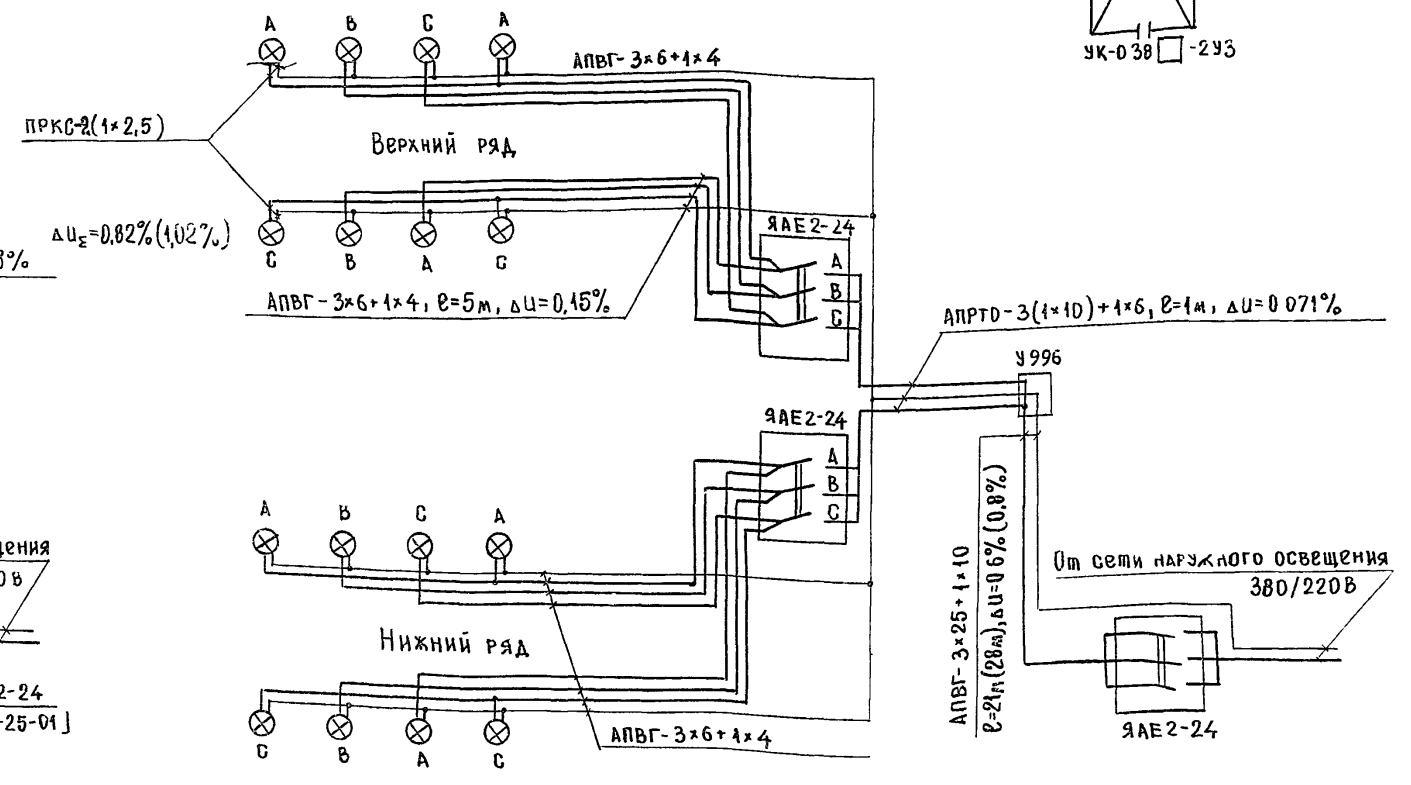 А В С А
АПВГ-3×6+1×4
УК-038□-2У3
ПРКС-2(1×2,5)
Верхний ряд
ΔUΣ=0,82%(1,02%)
%
С В А С
АПВГ-3×6+1×4, ℓ=5м, ΔU=0,15%
ЯАЕ2-24
А
В
С
АПРТО-3(1×10)+1×6, ℓ=1м, ΔU=0 071%
У996
ЯАЕ2-24
А
В
С
А В С А
АПВГ-3×25+1×10
ℓ=21м(28м),ΔU=0 6%(0,8%)
От сети наружного освещения
380/220В
щения
0 В
Нижний ряд
2-24
-25-01]
С В А С
АПВГ-3×6+1×4
ЯАЕ2-24